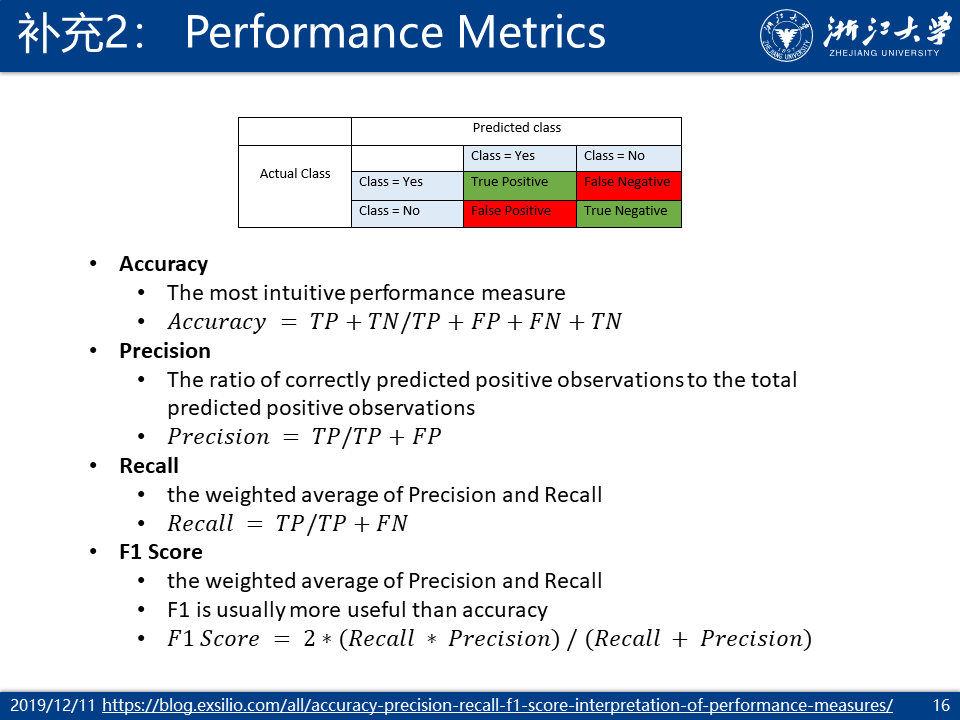 补充2： Performance Metrics
浙江大学
ZHEJIANG UNIVERSITY
Predicted class
Actual Class
Class = Yes
Class = No
Class = Yes
True Positive
False Negative
Class = No
False Positive
True Negative
• Accuracy
• The most intuitive performance measure
• Accuracy = TP + TN/TP + FP + FN + TN
• Precision
• The ratio of correctly predicted positive observations to the total
predicted positive observations
• Precision = TP/TP + FP
• Recall
• the weighted average of Precision and Recall
• Recall = TP/TP + FN
• F1 Score
• the weighted average of Precision and Recall
• F1 is usually more useful than accuracy
• F1 Score = 2 * (Recall * Precision) / (Recall + Precision)
2019/12/11 https://blog.exsilio.com/all/accuracy-precision-recall-f1-score-interpretation-of-performance-measures/
16